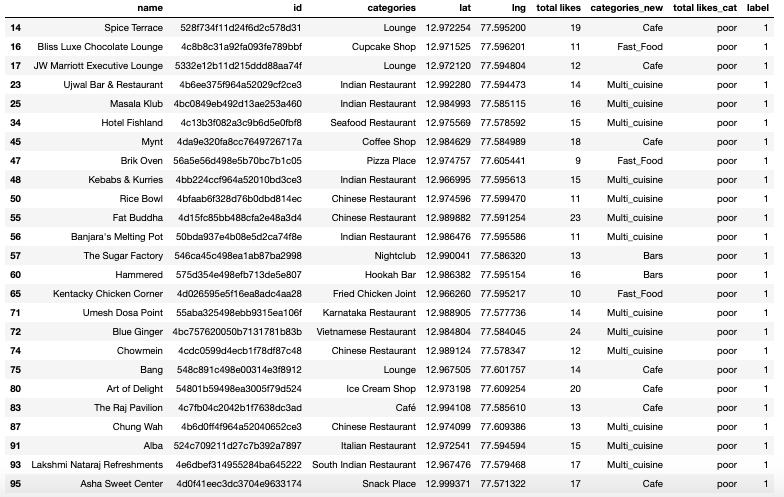 name id categories lat lng total likes categories_new total likes_cat label
14 Spice Terrace 528f734f11d24f6d2c578d31 Lounge 12.972254 77.595200 19 Cafe poor 1
16 Bliss Luxe Chocolate Lounge 4c8b8c31a92fa093fe789bbf Cupcake Shop 12.971525 77.596201 11 Fast_Food poor 1
17 JW Marriott Executive Lounge 5332e12b11d215ddd88aa74f Lounge 12.972120 77.594804 12 Cafe poor 1
23 Ujwal Bar & Restaurant 4b6ee375f964a52029cf2ce3 Indian Restaurant 12.992280 77.594473 14 Multi_cuisine poor 1
25 Masala Klub 4bc0849eb492d13ae253a460 Indian Restaurant 12.984993 77.585115 16 Multi_cuisine poor 1
34 Hotel Fishland 4c13b3f082a3c9b6d5e0fbf8 Seafood Restaurant 12.975569 77.578592 15 Multi_cuisine poor 1
45 Mynt 4da9e320fa8cc7649726717a Coffee Shop 12.984629 77.584989 18 Cafe poor 1
47 Brik Oven 56a5e56d498e5b70bc7b1c05 Pizza Place 12.974757 77.605441 9 Fast_Food poor 1
48 Kebabs & Kurries 4bb224ccf964a52010bd3ce3 Indian Restaurant 12.966995 77.595613 15 Multi_cuisine poor 1
50 Rice Bowl 4bfaab6f328d76b0dbd814ec Chinese Restaurant 12.974596 77.599470 11 Multi_cuisine poor 1
55 Fat Buddha 4d15fc85bb488cfa2e48a3d4 Chinese Restaurant 12.989882 77.591254 23 Multi_cuisine poor 1
56 Banjara's Melting Pot 50bda937e4b08e5d2ca74f8e Indian Restaurant 12.986476 77.595586 11 Multi_cuisine poor 1
57 The Sugar Factory 546ca45c498ea1ab87ba2998 Nightclub 12.990041 77.586320 13 Bars poor 1
60 Hammered 575d354e498efb713de5e807 Hookah Bar 12.986382 77.595154 16 Bars poor 1
65 Kentacky Chicken Corner 4d026595e5f16ea8adc4aa28 Fried Chicken Joint 12.966260 77.595217 10 Fast_Food poor 1
71 Umesh Dosa Point 55aba325498ebb9315ea106f Karnataka Restaurant 12.988905 77.577736 14 Multi_cuisine poor 1
72 Blue Ginger 4bc757620050b7131781b83b Vietnamese Restaurant 12.984804 77.584045 24 Multi_cuisine poor 1
74 Chowmein 4cdc0599d4ecb1f78df87c48 Chinese Restaurant 12.989124 77.578347 12 Multi_cuisine poor 1
75 Bang 548c891c498e00314e3f8912 Lounge 12.967505 77.601757 14 Cafe poor 1
80 Art of Delight 54801b59498ea3005f79d524 Ice Cream Shop 12.973198 77.609254 20 Cafe poor 1
83 The Raj Pavilion 4c7fb04c2042b1f7638dc3ad Café 12.994108 77.585610 13 Cafe poor 1
87 Chung Wah 4b6d0ff4f964a52040652ce3 Chinese Restaurant 12.974099 77.609386 13 Multi_cuisine poor 1
91 Alba 524c709211d27c7b392a7897 Italian Restaurant 12.972541 77.594594 15 Multi_cuisine poor 1
93 Lakshmi Nataraj Refreshments 4e6dbef314955284ba645222 South Indian Restaurant 12.967476 77.579468 17 Multi_cuisine poor 1
95 Asha Sweet Center 4d0f41eec3dc3704e9633174 Snack Place 12.999371 77.571322 17 Cafe poor 1